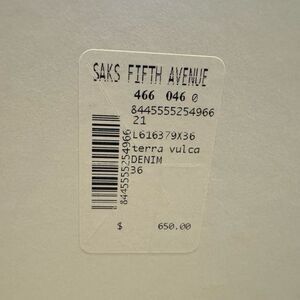 SAKS FIFTH AVENUE
466 046 0
8445555254966
21
L616379X36
terra vulca
DENIM
36
$ 650.00
8445555254966